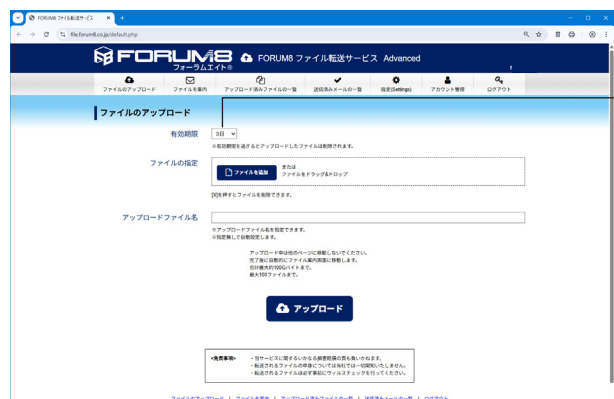 FORUM8 ファイル転送サービス
file.forum8.co.jp/default.php
FORUM8 FORUM8 ファイル転送サービス Advanced
フォーラムエイト®
ファイルのアップロード ファイルを案内 アップロード済みファイルの一覧 送信済みメールの一覧 設定(Settings) アカウント管理 ログアウト
ファイルのアップロード
有効期限 3日
※有効期限を過ぎるとアップロードしたファイルは削除されます。
ファイルの指定
ファイルを追加
または
ファイルをドラッグ&ドロップ
[X]を押すとファイルを削除できます。
アップロードファイル名
※アップロードファイル名を指定できます。
※指定無しで自動設定します。
アップロード中は他のページに移動しないでください。
完了後に自動的にファイル案内画面に移動します。
合計最大約100Gバイトまで。
最大100ファイルまで。
アップロード
<免責事項> ・当サービスに関するいかなる損害賠償の責も負いかねます。
・転送されるファイルの中身については当社では一切関知いたしません。
・転送されるファイルは必ず事前にウィルスチェックを行ってください。
ファイルのアップロード | ファイルを案内 | アップロード済みファイルの一覧 | 送信済みメールの一覧 | ログアウト